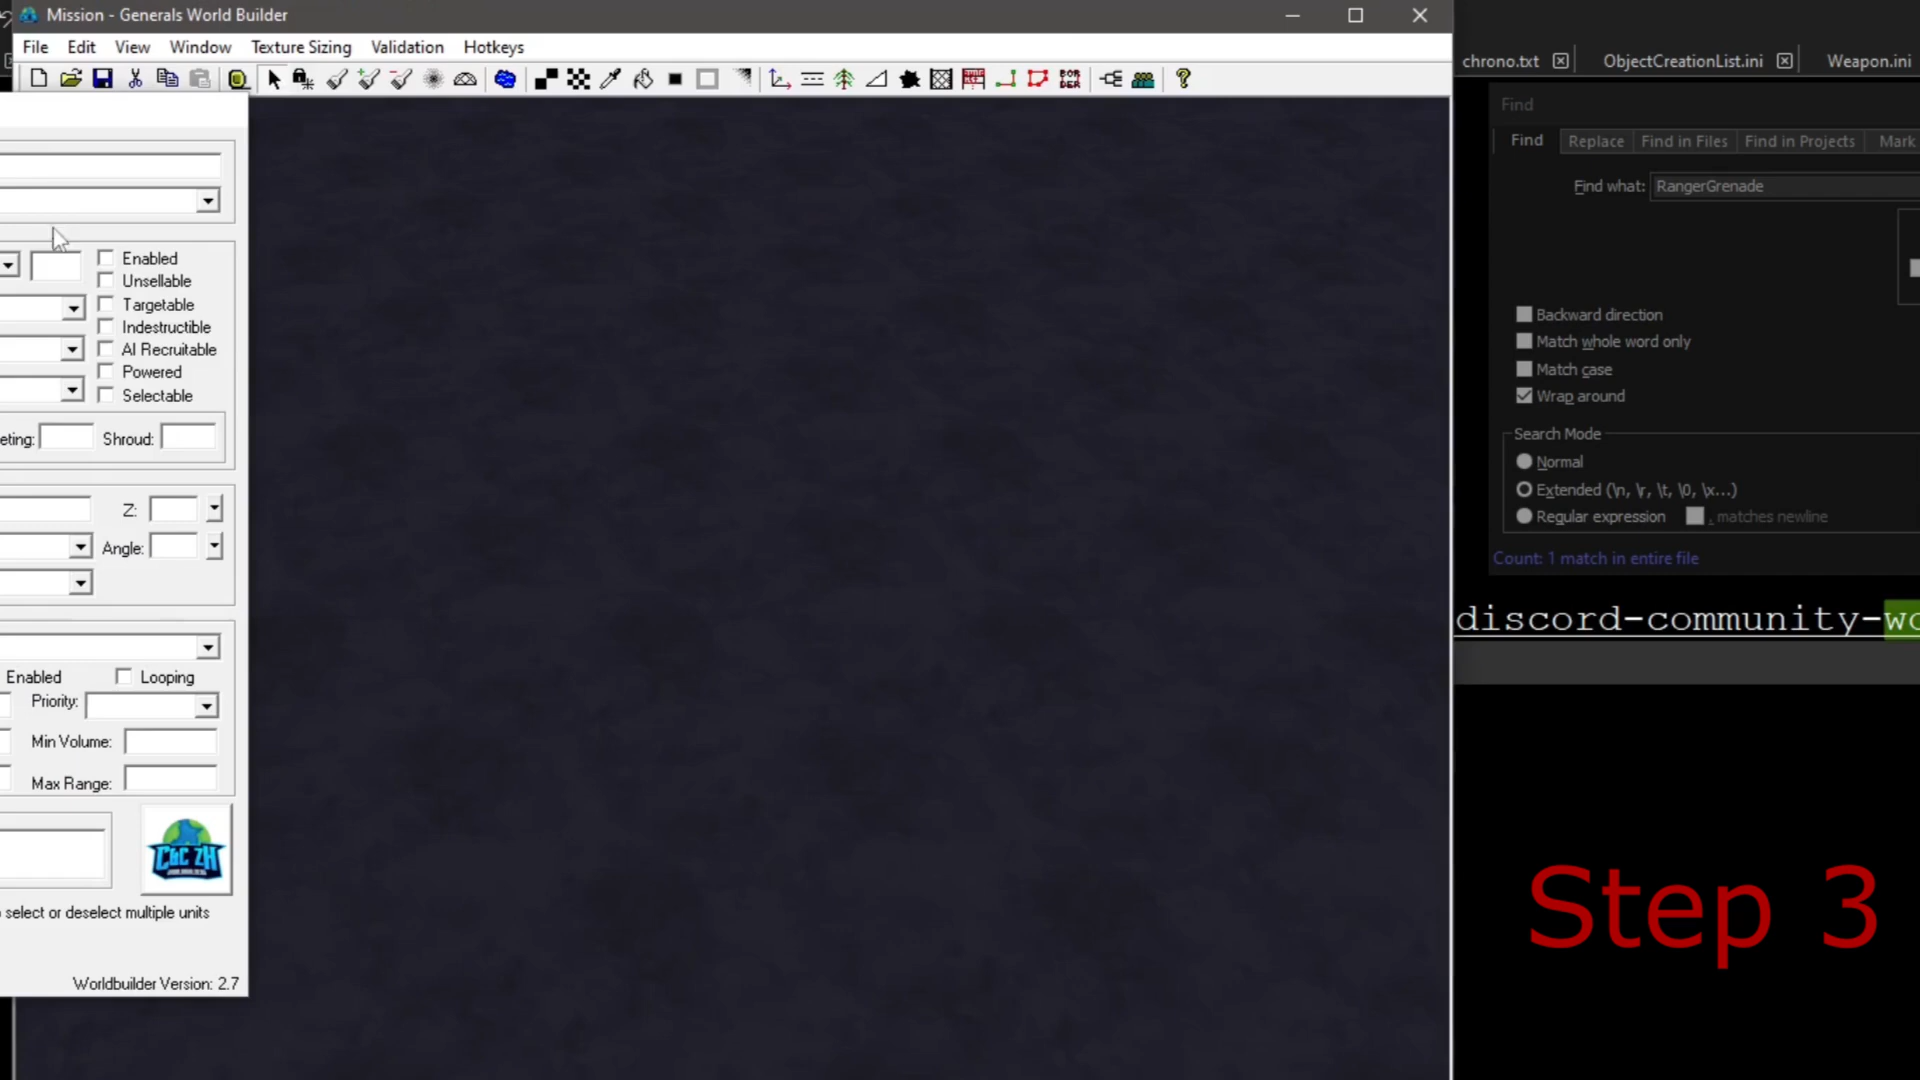 Mission - Generals World Builder
File Edit View Window Texture Sizing Validation Hotkeys
BOR
DER
Enabled
Unsellable
Targetable
Indestructible
AI Recruitable
Powered
Selectable
eting: Shroud:
Z:
Angle:
Enabled Looping
Priority:
Min Volume:
Max Range:
C&C ZH
select or deselect multiple units
Worldbuilder Version: 2.7
chrono.txt ObjectCreationList.ini Weapon.ini
Find
Find Replace Find in Files Find in Projects Mark
Find what: RangerGrenade
Backward direction
Match whole word only
Match case
Wrap around
Search Mode
Normal
Extended (\n, \r, \t, \0, \x...)
Regular expression . matches newline
Count: 1 match in entire file
discord-community-wo
Step 3